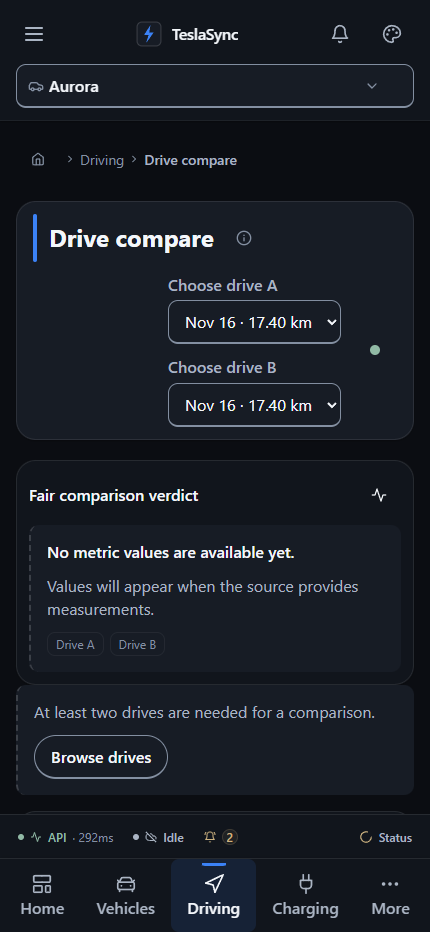 TeslaSync
Aurora
Driving
Drive compare
Drive compare
Choose drive A
Nov 16 · 17.40 km
Choose drive B
Nov 16 · 17.40 km
Fair comparison verdict
No metric values are available yet.
Values will appear when the source provides
measurements.
Drive A
Drive B
At least two drives are needed for a comparison.
Browse drives
API · 292ms
Idle
2
Status
Home
Vehicles
Driving
Charging
More